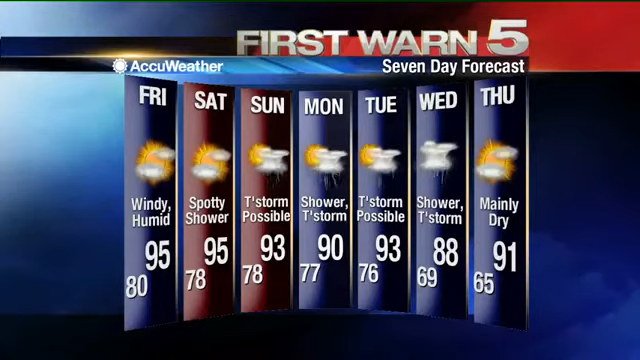 FIRST WARN 5
AccuWeather
Seven Day Forecast
FRI
Windy,
Humid
95
80
SAT
Spotty
Shower
95
78
SUN
T'storm
Possible
93
78
MON
Shower,
T'storm
90
77
TUE
T'storm
Possible
93
76
WED
Shower,
T'storm
88
69
THU
Mainly
Dry
91
65